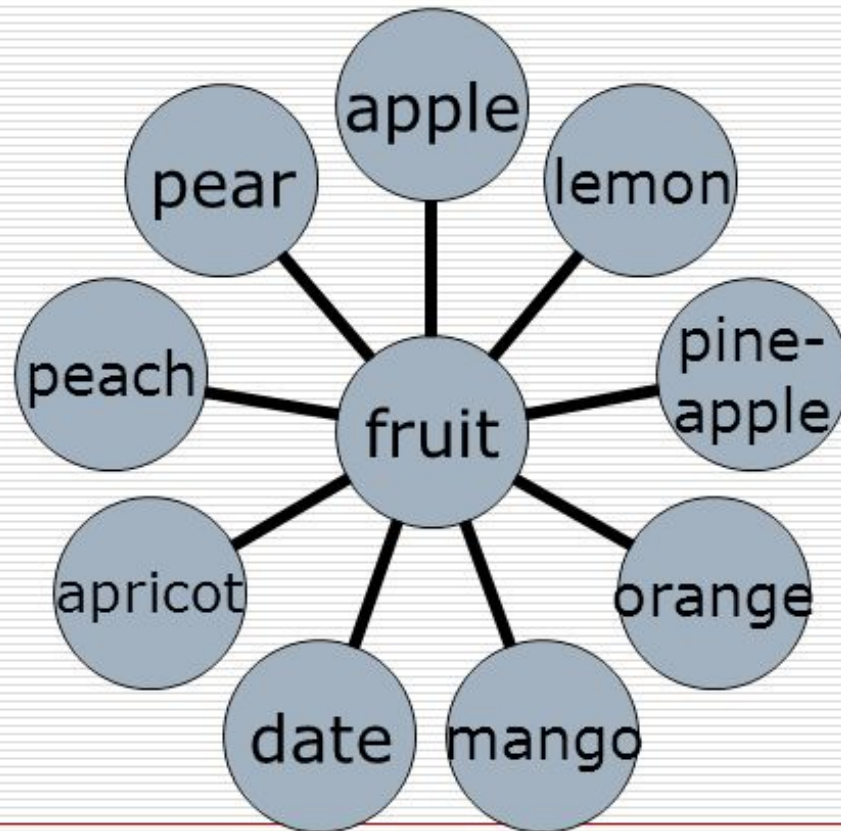 apple
pear
lemon
peach
pine-
apple
fruit
apricot
orange
date
mango